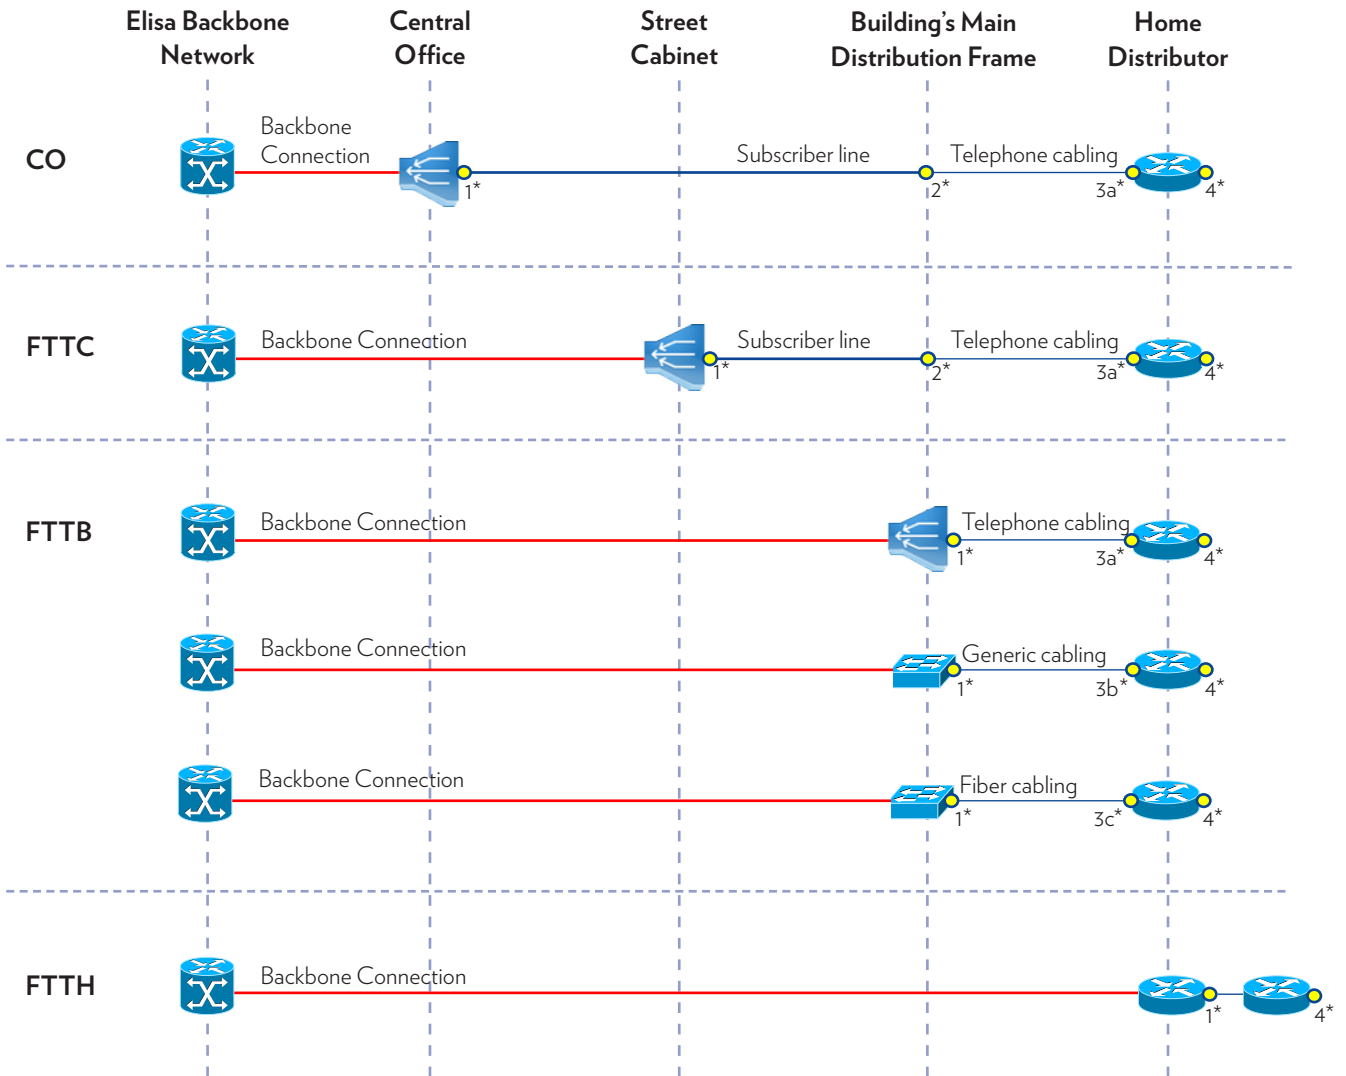 Elisa Backbone
Network
Central
Office
Street
Cabinet
Building's Main
Distribution Frame
Home
Distributor
CO
Backbone
Connection
Subscriber line
Telephone cabling
1*
2*
3a*
4*
FTTC
Backbone Connection
Subscriber line
Telephone cabling
1*
2*
3a*
4*
FTTB
Backbone Connection
Telephone cabling
1*
3a*
4*
Backbone Connection
Generic cabling
1*
3b*
4*
Backbone Connection
Fiber cabling
1*
3c*
4*
FTTH
Backbone Connection
1*
4*